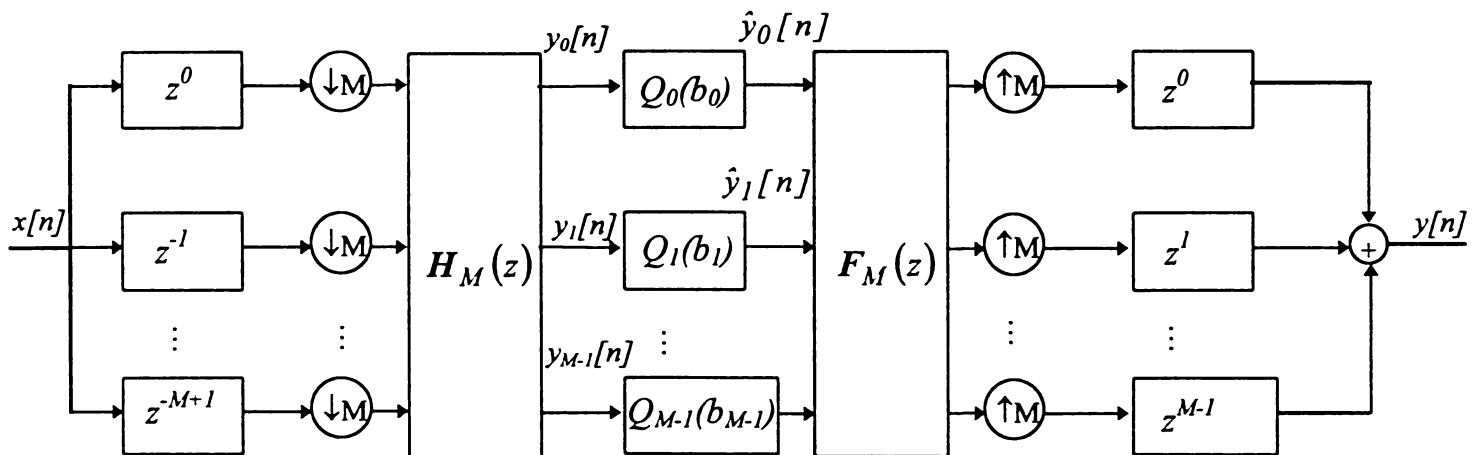 y₀[n] ŷ₀[n]
z⁰ ↓M Q₀(b₀) ↑M z⁰
x[n] z⁻¹ ↓M H_M(z) y₁[n] Q₁(b₁) ŷ₁[n] F_M(z) ↑M z¹ + y[n]
⋮ ⋮ ⋮ ⋮ ⋮
y_{M-1}[n]
z^{-M+1} ↓M Q_{M-1}(b_{M-1}) ↑M z^{M-1}